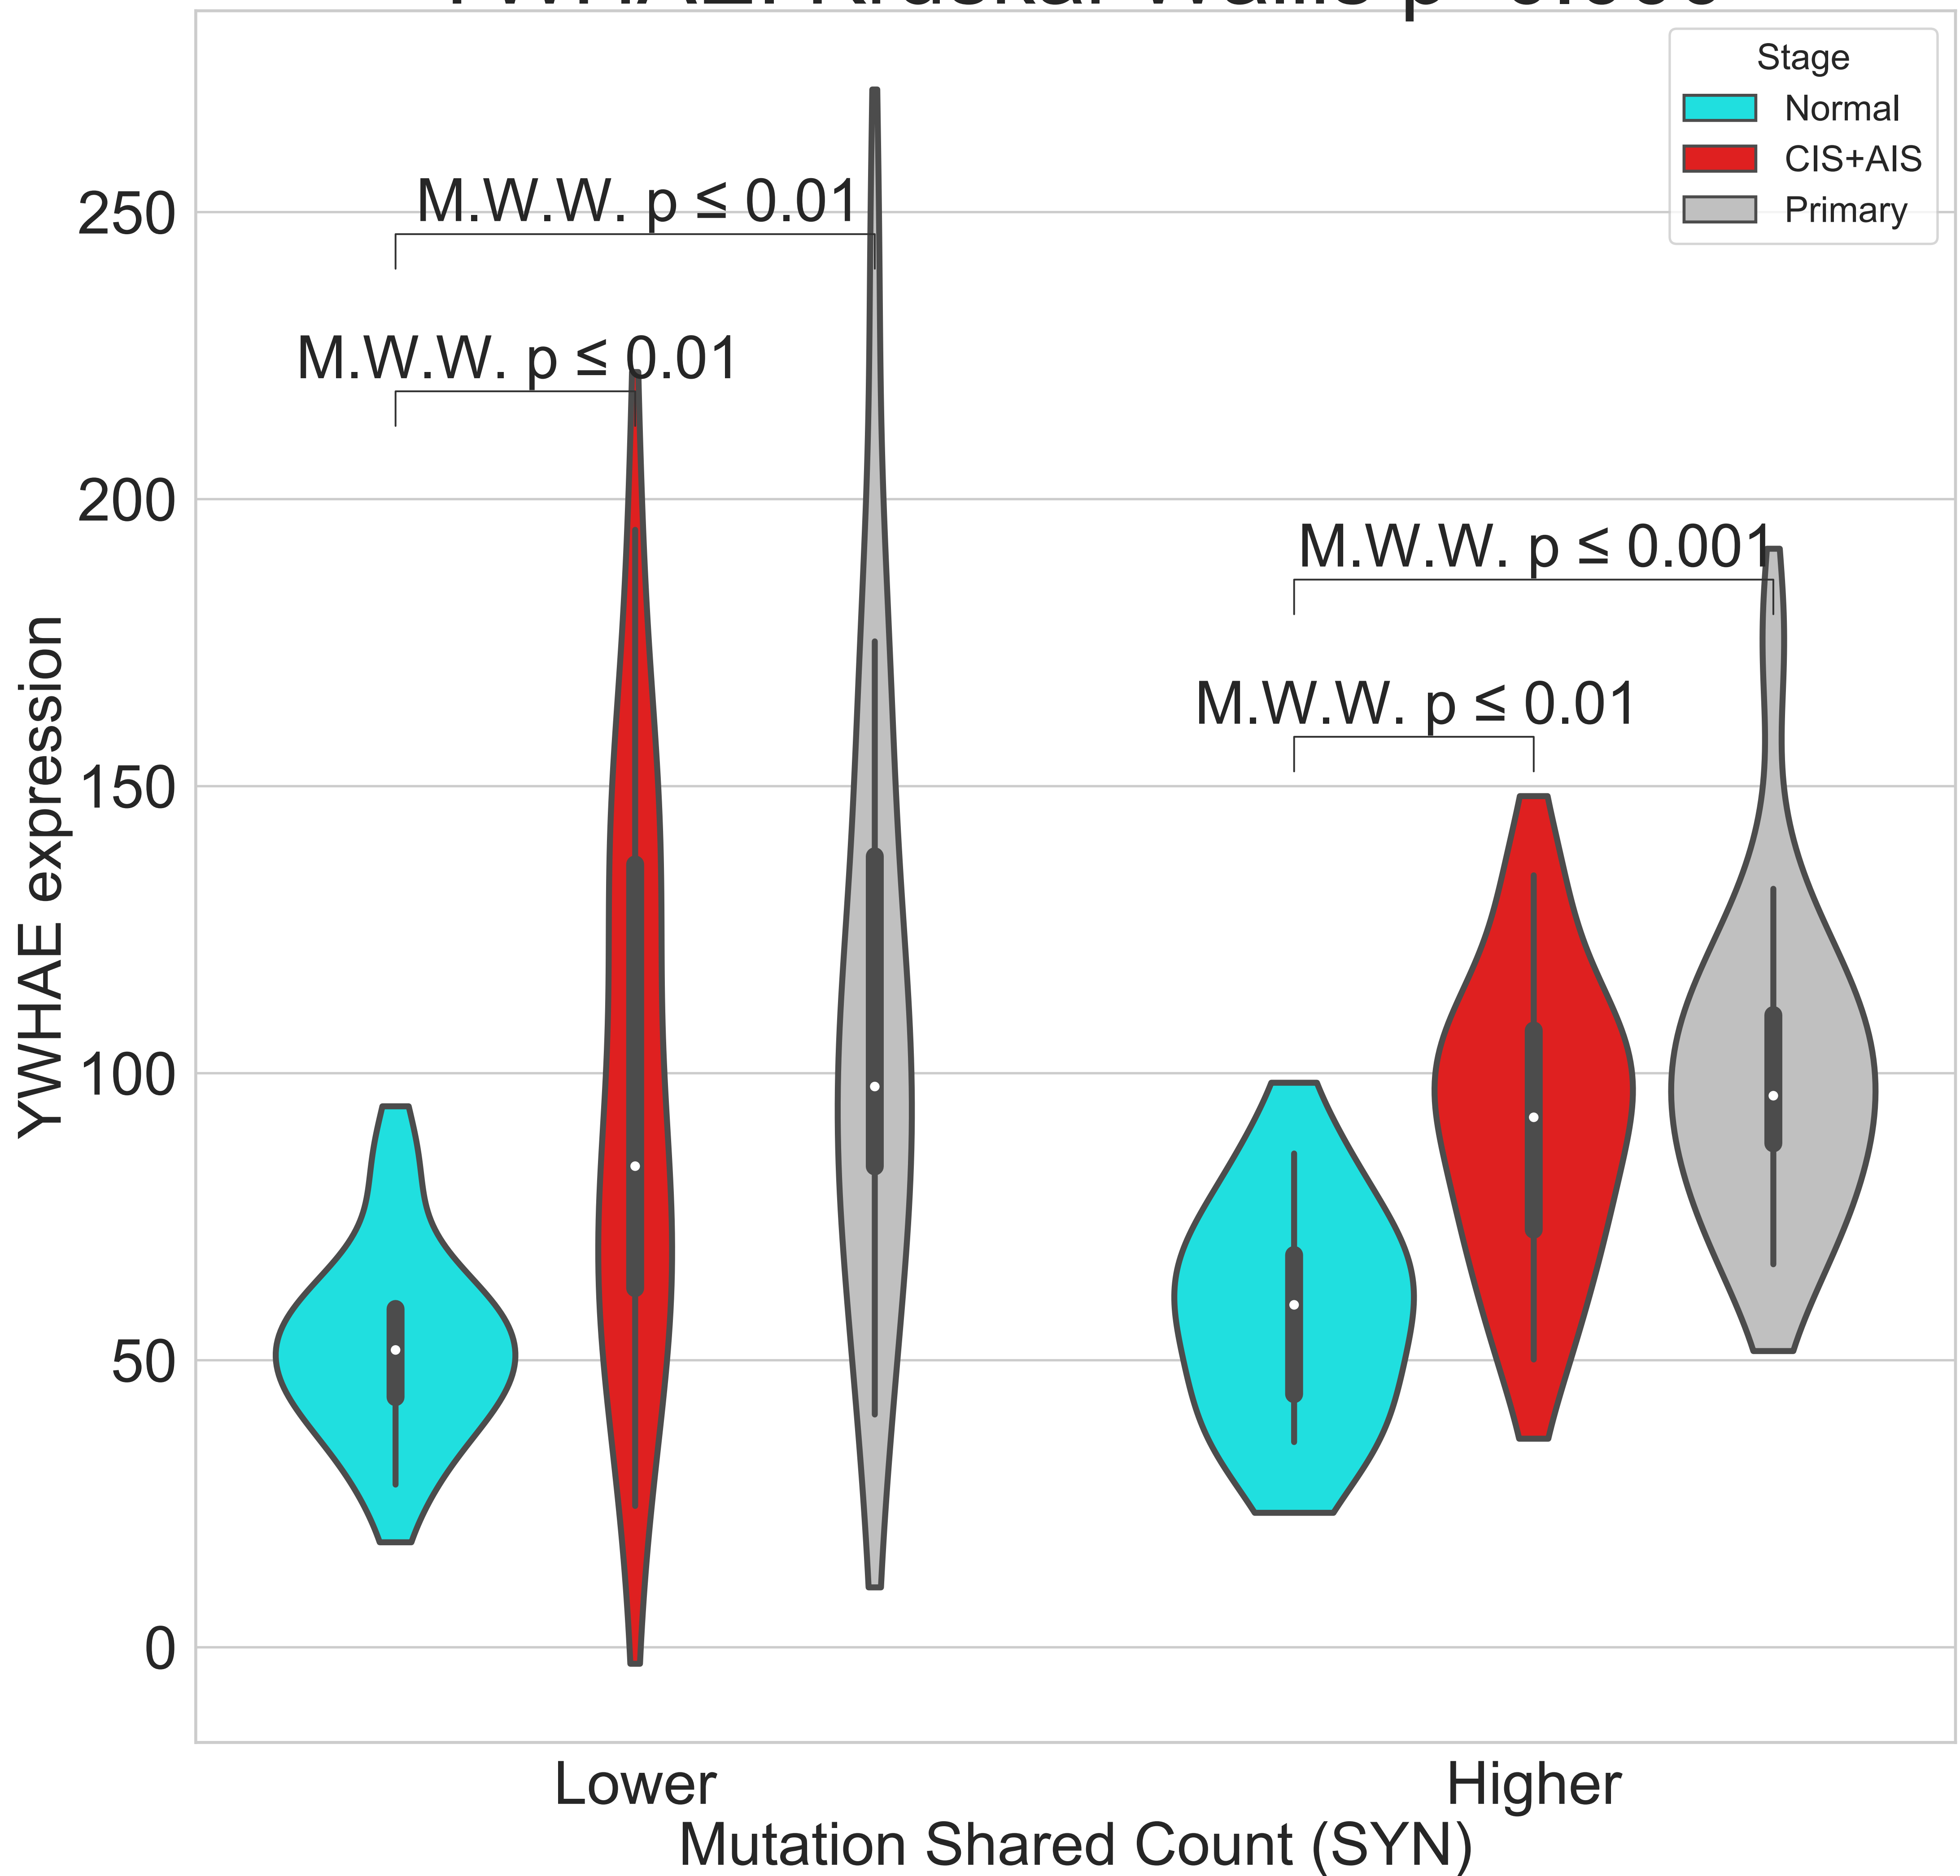 Stage
Normal
CIS+AIS
Primary
M.W.W. p ≤ 0.01
M.W.W. p ≤ 0.01
M.W.W. p ≤ 0.001
M.W.W. p ≤ 0.01
YWHAE expression
250
200
150
100
50
0
Lower
Higher
Mutation Shared Count (SYN)